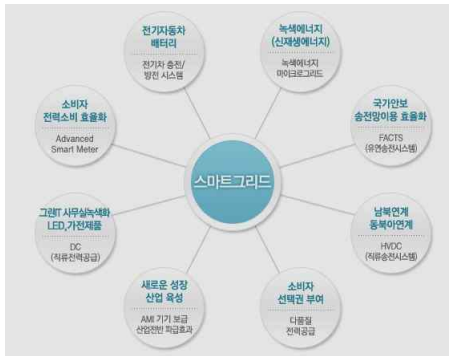 전기자동차
배터리
전기차 충전/
방전 시스템
녹색에너지
(신재생에너지)
녹색에너지
마이크로그리드
소비자
전력소비 효율화
Advanced
Smart Meter
국가안보
송전망이용 효율화
FACTS
(유연송전시스템)
스마트그리드
그린IT 사무실녹색화
LED,가전제품
DC
(직류전력공급)
남북연계
동북아연계
HVDC
(직류송전시스템)
새로운 성장
산업 육성
AMI 기기 보급
산업전반 파급효과
소비자
선택권 부여
다품질
전력공급